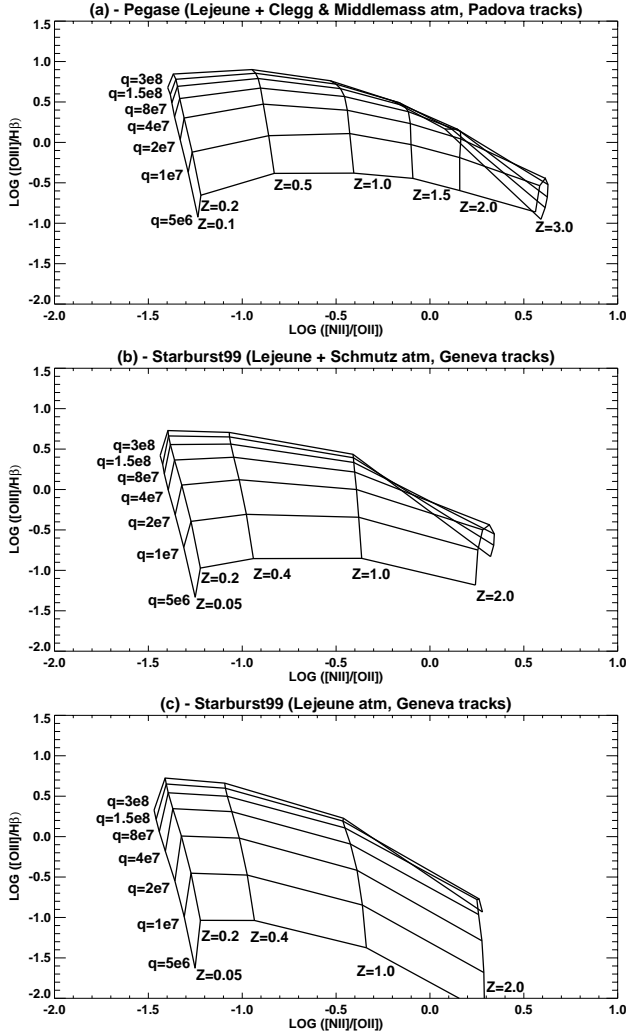 (a) - Pegase (Lejeune + Clegg & Middlemass atm, Padova tracks)
1.5
1.0
0.5
0.0
-0.5
-1.0
-1.5
-2.0
LOG ([OIII]/Hβ)
q=3e8
q=1.5e8
q=8e7
q=4e7
q=2e7
q=1e7
q=5e6
Z=0.1
Z=0.2
Z=0.5
Z=1.0
Z=1.5
Z=2.0
Z=3.0
-2.0 -1.5 -1.0 -0.5 0.0 0.5 1.0
LOG ([NII]/[OII])
(b) - Starburst99 (Lejeune + Schmutz atm, Geneva tracks)
1.5
1.0
0.5
0.0
-0.5
-1.0
-1.5
-2.0
LOG ([OIII]/Hβ)
q=3e8
q=1.5e8
q=8e7
q=4e7
q=2e7
q=1e7
q=5e6
Z=0.05
Z=0.2
Z=0.4
Z=1.0
Z=2.0
-2.0 -1.5 -1.0 -0.5 0.0 0.5 1.0
LOG ([NII]/[OII])
(c) - Starburst99 (Lejeune atm, Geneva tracks)
1.5
1.0
0.5
0.0
-0.5
-1.0
-1.5
-2.0
LOG ([OIII]/Hβ)
q=3e8
q=1.5e8
q=8e7
q=4e7
q=2e7
q=1e7
q=5e6
Z=0.05
Z=0.2
Z=0.4
Z=1.0
Z=2.0
-2.0 -1.5 -1.0 -0.5 0.0 0.5 1.0
LOG ([NII]/[OII])